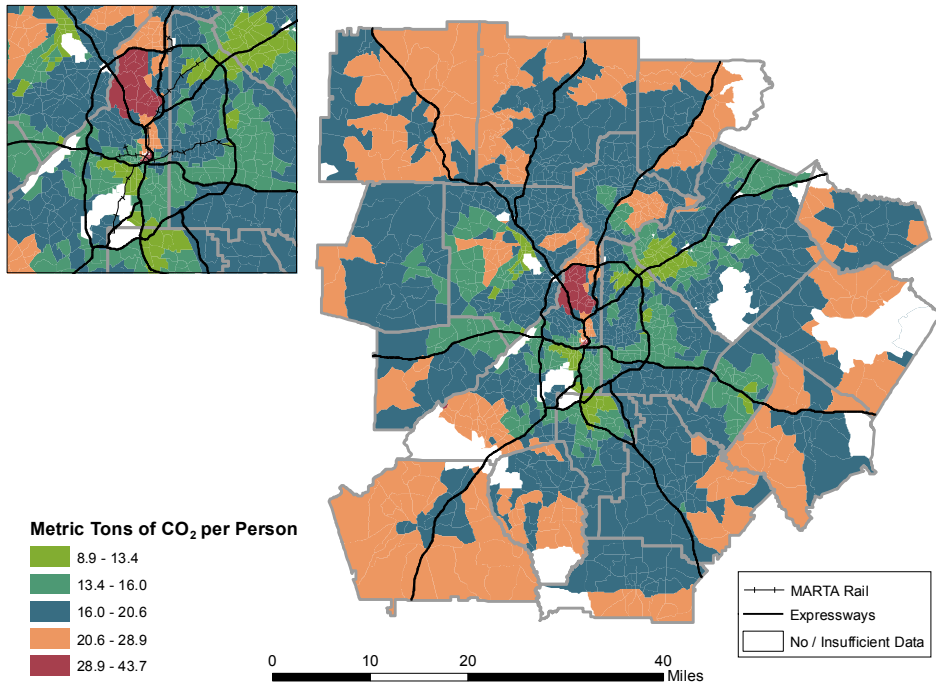 Metric Tons of CO₂ per Person
8.9 - 13.4
13.4 - 16.0
16.0 - 20.6
20.6 - 28.9
28.9 - 43.7
0 10 20 40
Miles
MARTA Rail
Expressways
No / Insufficient Data